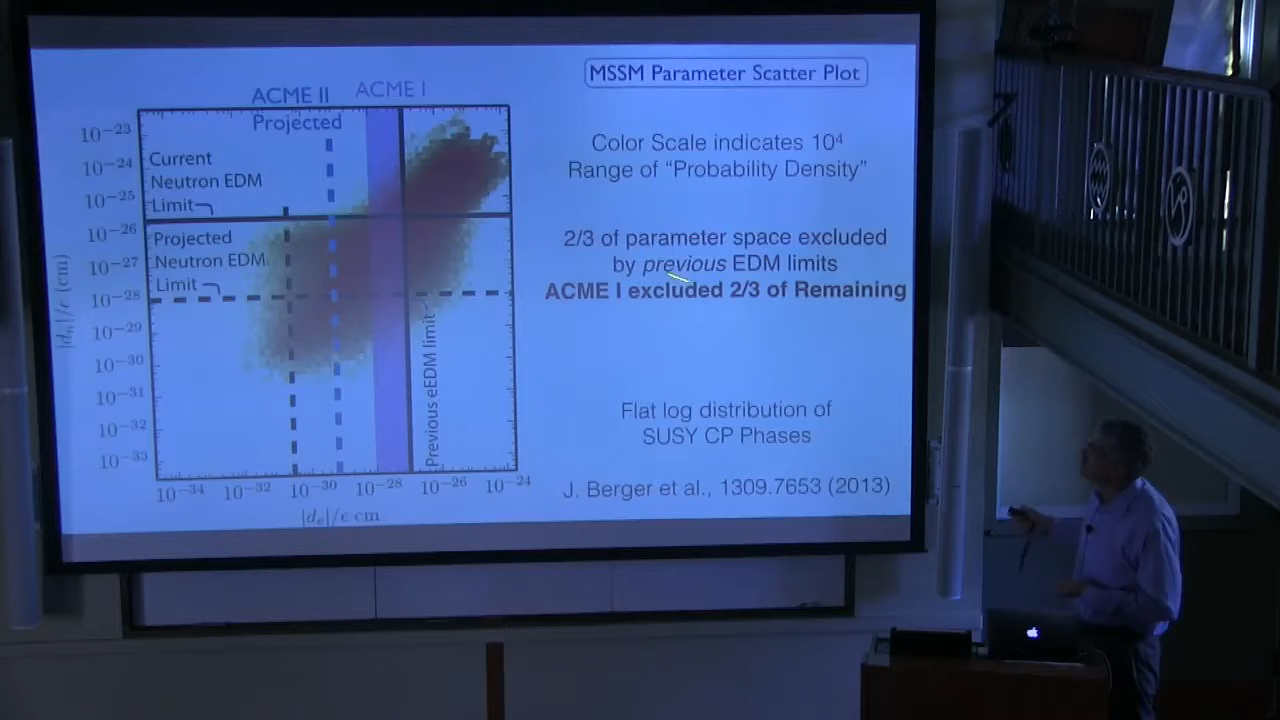 MSSM Parameter Scatter Plot
ACME II
Projected
ACME I
10⁻²³
10⁻²⁴
10⁻²⁵
10⁻²⁶
10⁻²⁷
10⁻²⁸
10⁻²⁹
10⁻³⁰
10⁻³¹
10⁻³²
10⁻³³
|dₙ|/e (cm)
Current
Neutron EDM
Limit
Projected
Neutron EDM
Limit
Previous eEDM limit
10⁻³⁴
10⁻³²
10⁻³⁰
10⁻²⁸
10⁻²⁶
10⁻²⁴
|dₑ|/e cm
Color Scale indicates 10⁴
Range of “Probability Density”
2/3 of parameter space excluded
by previous EDM limits
ACME I excluded 2/3 of Remaining
Flat log distribution of
SUSY CP Phases
J. Berger et al., 1309.7653 (2013)